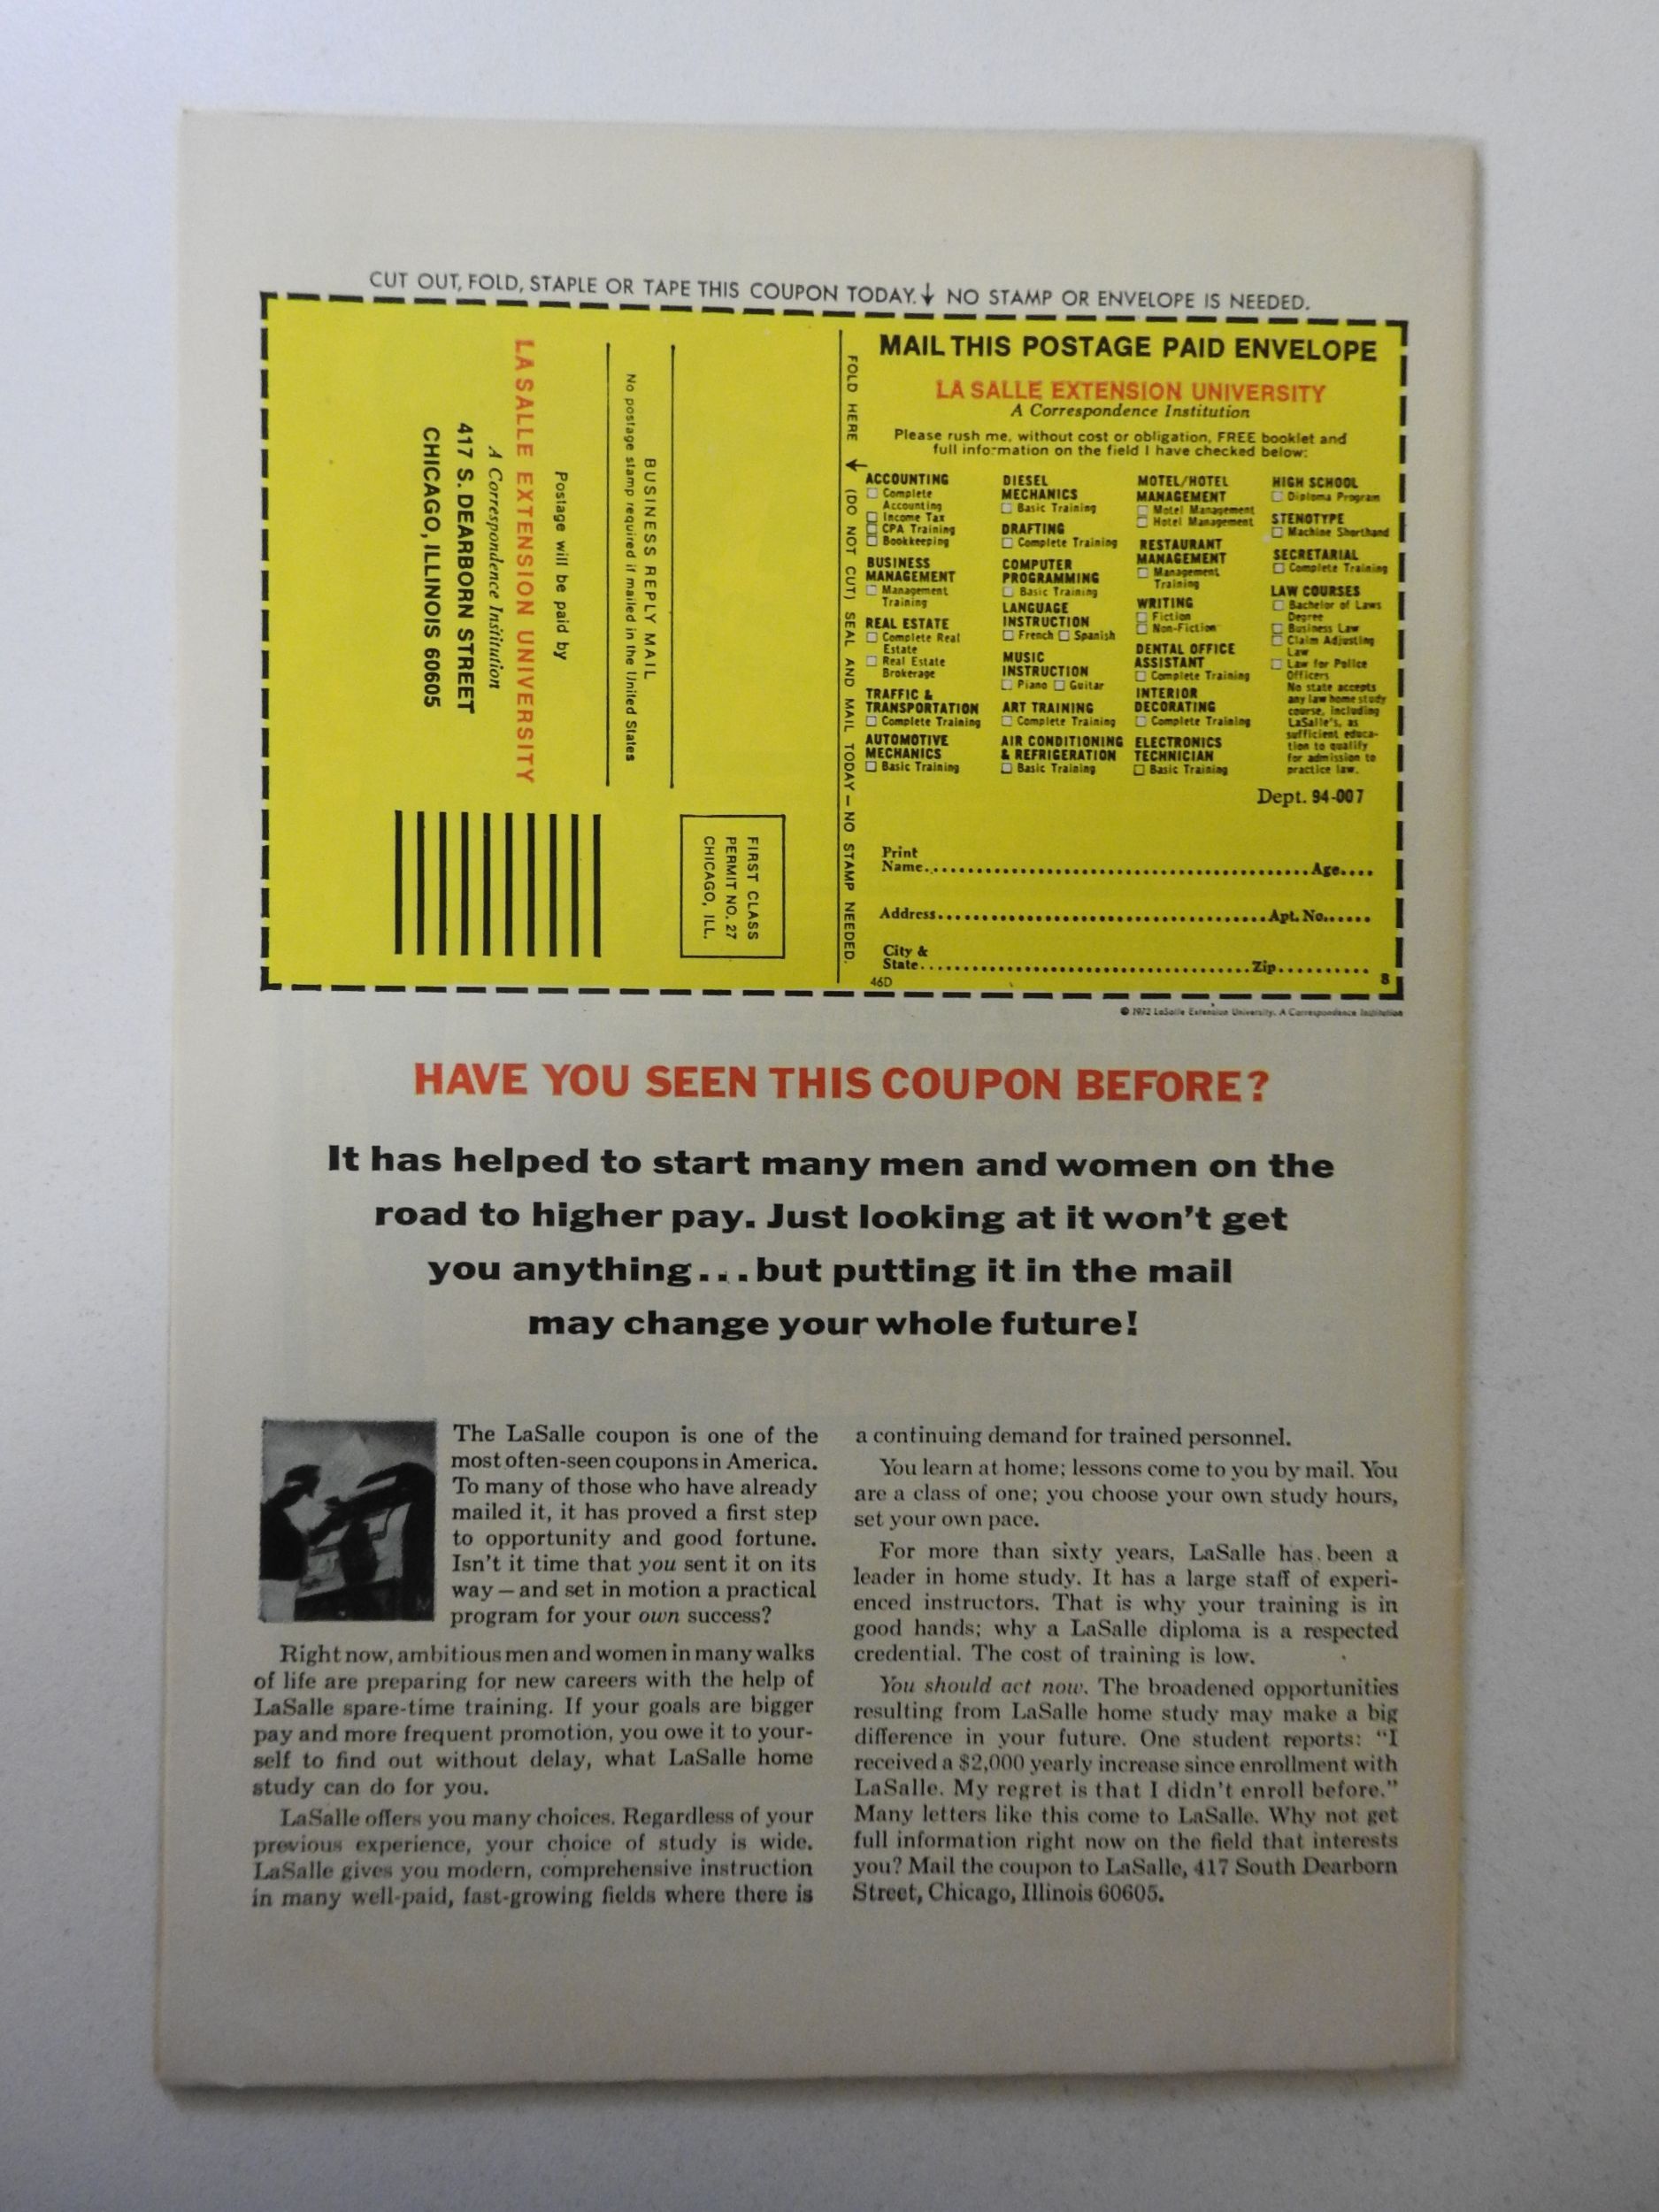 CUT OUT, FOLD, STAPLE OR TAPE THIS COUPON TODAY. ↓ NO STAMP OR ENVELOPE IS NEEDED.
LA SALLE EXTENSION UNIVERSITY
A Correspondence Institution
417 S. DEARBORN STREET
CHICAGO, ILLINOIS 60605
Postage will be paid by
BUSINESS REPLY MAIL
No postage stamp required if mailed in the United States
FIRST CLASS
PERMIT NO. 27
CHICAGO, ILL.
FOLD HERE (DO NOT CUT) SEAL AND MAIL TODAY — NO STAMP NEEDED.
MAIL THIS POSTAGE PAID ENVELOPE
LA SALLE EXTENSION UNIVERSITY
A Correspondence Institution
Please rush me, without cost or obligation, FREE booklet and
full information on the field I have checked below:
ACCOUNTING
Complete
Accounting
Income Tax
CPA Training
Bookkeeping
BUSINESS
MANAGEMENT
Management
Training
REAL ESTATE
Complete Real
Estate
Real Estate
Brokerage
TRAFFIC &
TRANSPORTATION
Complete Training
AUTOMOTIVE
MECHANICS
Basic Training
DIESEL
MECHANICS
Basic Training
DRAFTING
Complete Training
COMPUTER
PROGRAMMING
Basic Training
LANGUAGE
INSTRUCTION
French Spanish
MUSIC
INSTRUCTION
Piano Guitar
ART TRAINING
Complete Training
AIR CONDITIONING
& REFRIGERATION
Basic Training
MOTEL/HOTEL
MANAGEMENT
Motel Management
Hotel Management
RESTAURANT
MANAGEMENT
Management
Training
WRITING
Fiction
Non-Fiction
DENTAL OFFICE
ASSISTANT
Complete Training
INTERIOR
DECORATING
Complete Training
ELECTRONICS
TECHNICIAN
Basic Training
HIGH SCHOOL
Diploma Program
STENOTYPE
Machine Shorthand
SECRETARIAL
Complete Training
LAW COURSES
Bachelor of Laws
Degree
Business Law
Claim Adjusting
Law
Law for Police
Officers
No state accepts
any law home study
course, including
LaSalle's, as
sufficient educa-
tion to qualify
for admission to
practice law.
Dept. 94-007
Print
Name Age
Address Apt. No.
City &
State Zip
46D 8
© 1972 LaSalle Extension University. A Correspondence Institution
HAVE YOU SEEN THIS COUPON BEFORE?
It has helped to start many men and women on the
road to higher pay. Just looking at it won't get
you anything... but putting it in the mail
may change your whole future!
The LaSalle coupon is one of the
most often-seen coupons in America.
To many of those who have already
mailed it, it has proved a first step
to opportunity and good fortune.
Isn't it time that you sent it on its
way — and set in motion a practical
program for your own success?
Right now, ambitious men and women in many walks
of life are preparing for new careers with the help of
LaSalle spare-time training. If your goals are bigger
pay and more frequent promotion, you owe it to your-
self to find out without delay, what LaSalle home
study can do for you.
LaSalle offers you many choices. Regardless of your
previous experience, your choice of study is wide.
LaSalle gives you modern, comprehensive instruction
in many well-paid, fast-growing fields where there is
a continuing demand for trained personnel.
You learn at home; lessons come to you by mail. You
are a class of one; you choose your own study hours,
set your own pace.
For more than sixty years, LaSalle has been a
leader in home study. It has a large staff of experi-
enced instructors. That is why your training is in
good hands; why a LaSalle diploma is a respected
credential. The cost of training is low.
You should act now. The broadened opportunities
resulting from LaSalle home study may make a big
difference in your future. One student reports: "I
received a $2,000 yearly increase since enrollment with
LaSalle. My regret is that I didn't enroll before."
Many letters like this come to LaSalle. Why not get
full information right now on the field that interests
you? Mail the coupon to LaSalle, 417 South Dearborn
Street, Chicago, Illinois 60605.